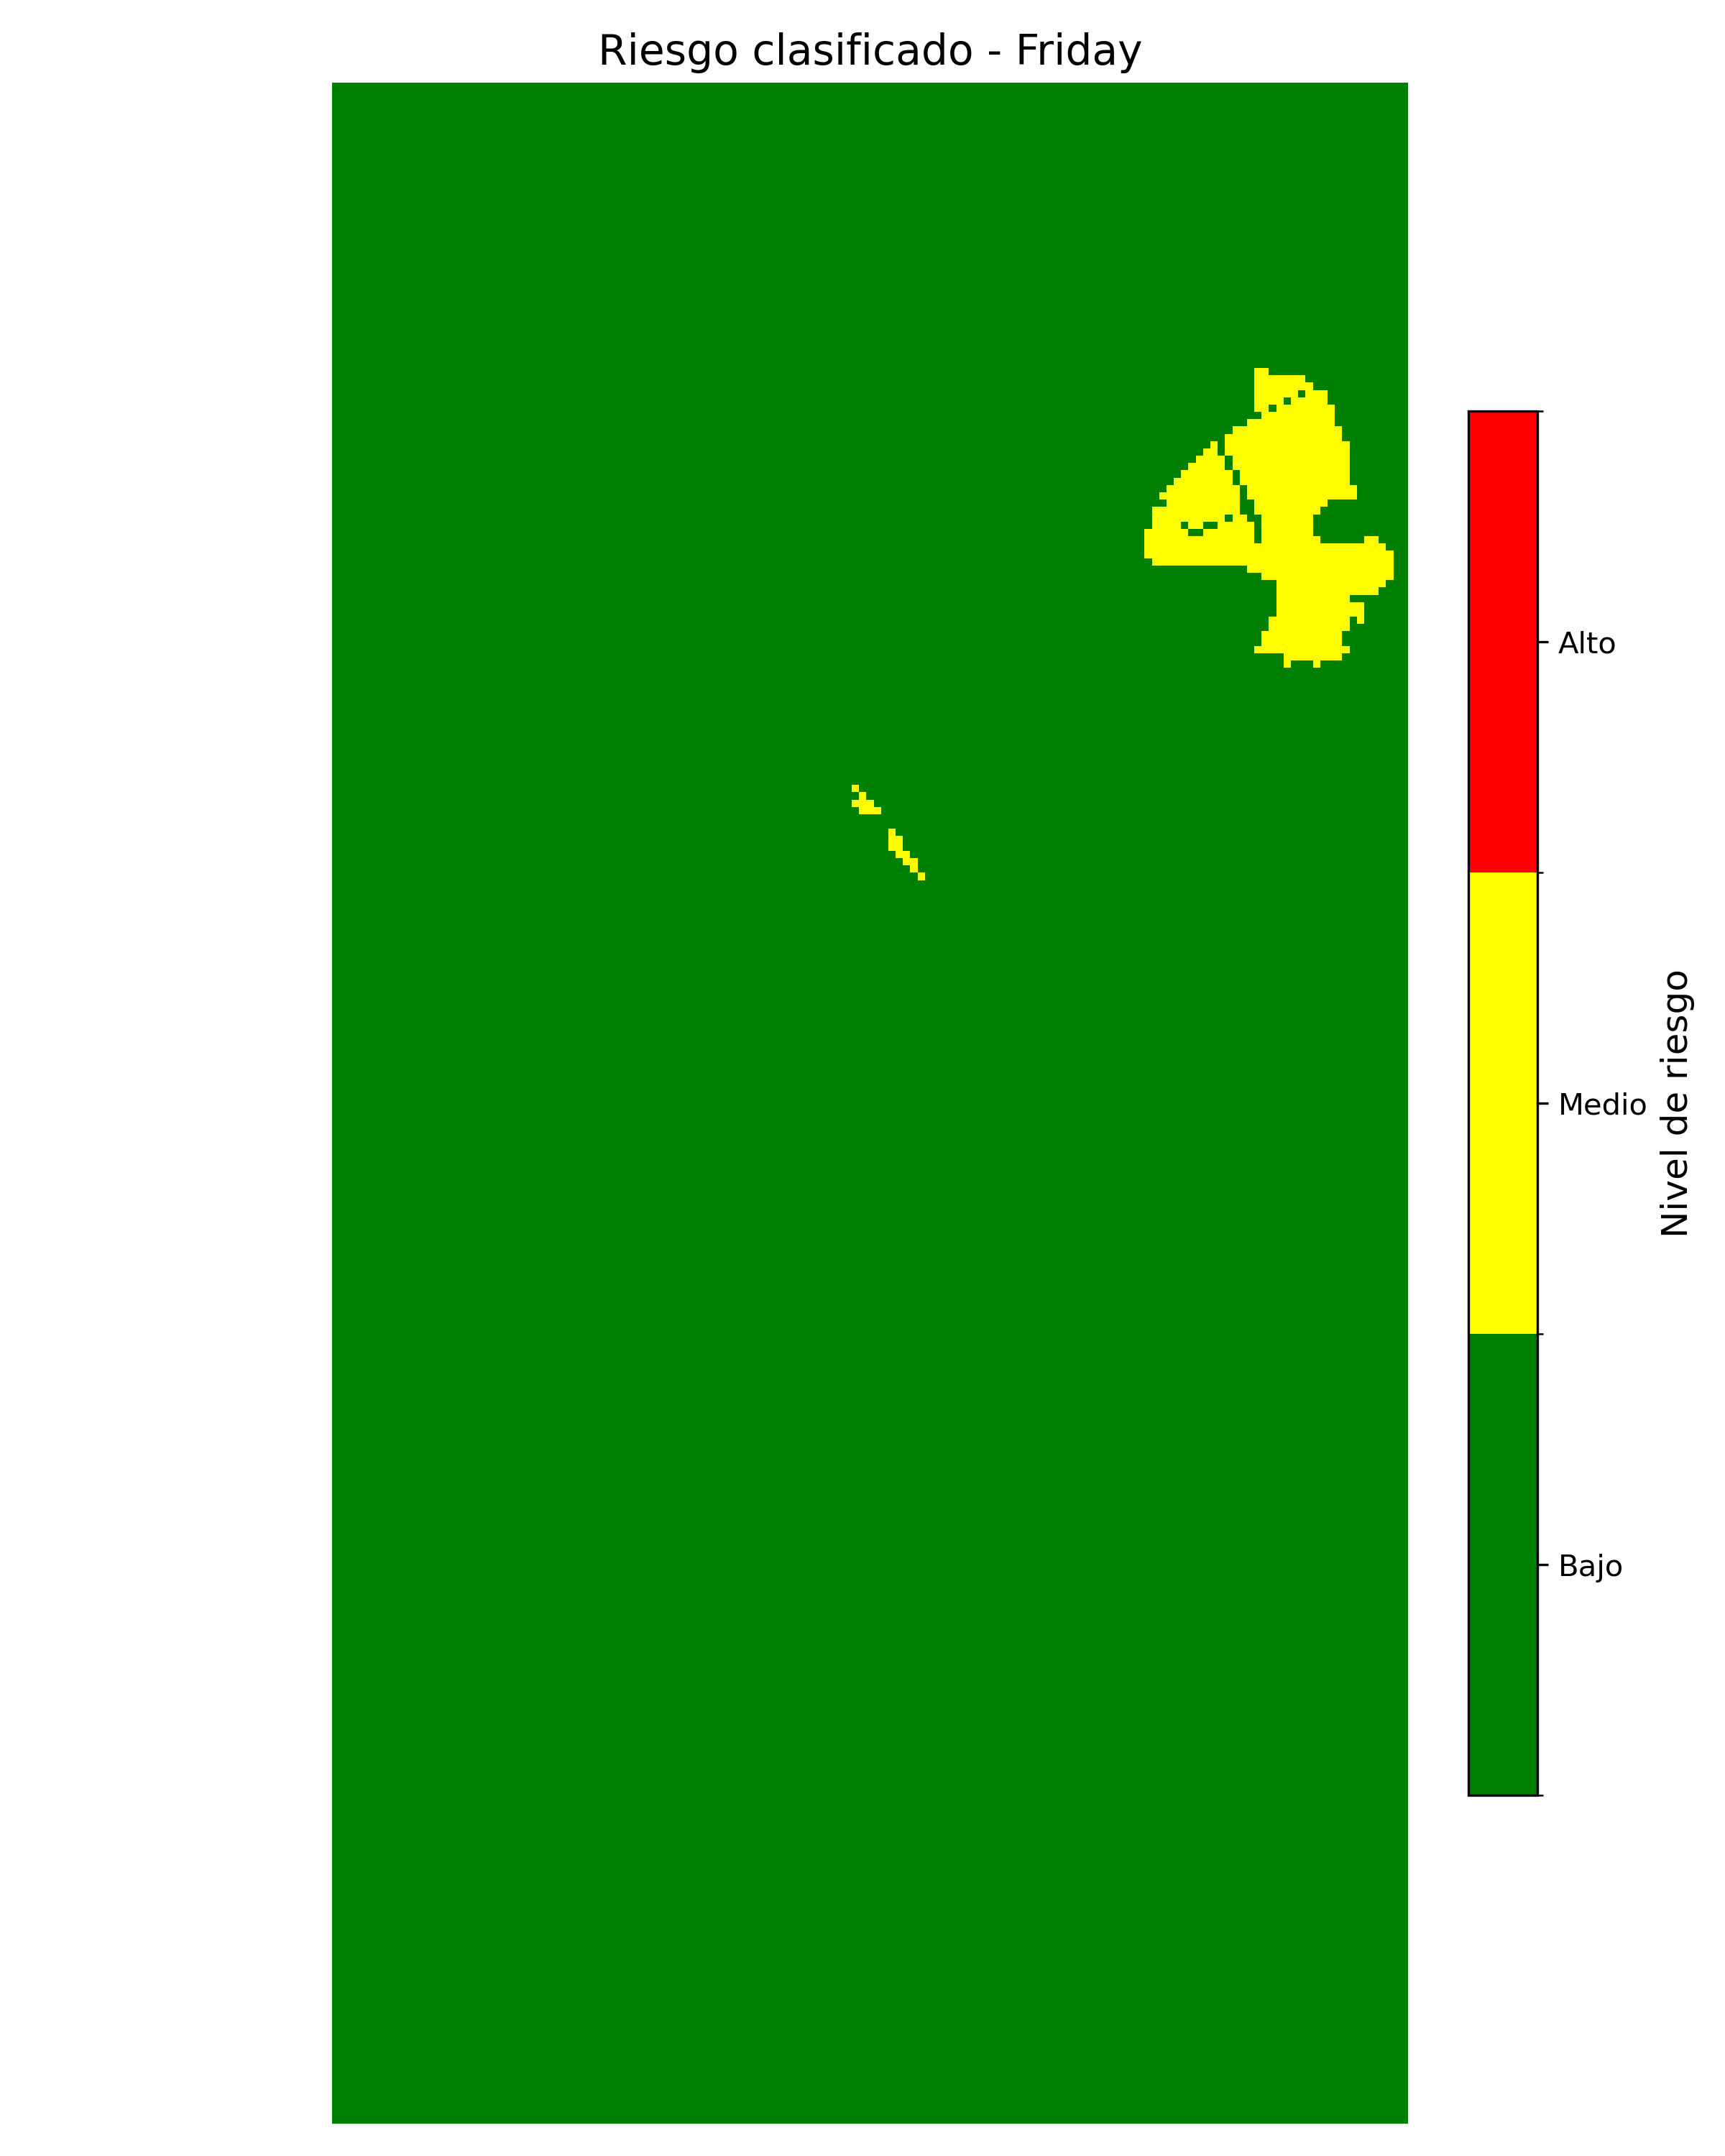 Riesgo clasificado - Friday
Alto
Medio
Bajo
Nivel de riesgo